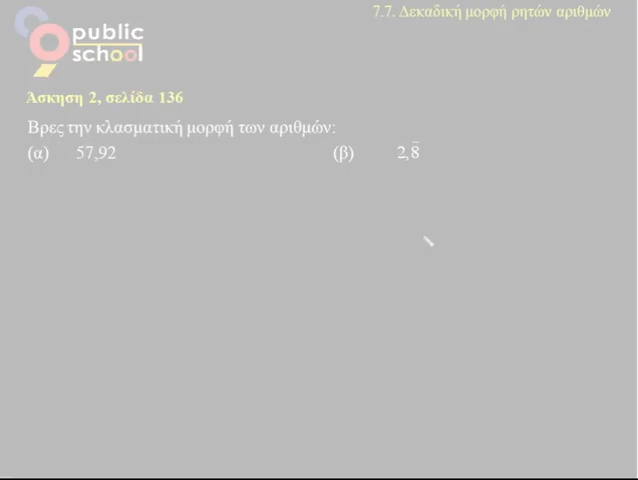 7.7. Δεκαδική μορφή ρητών αριθμών
public
school
Άσκηση 2, σελίδα 136
Βρες την κλασματική μορφή των αριθμών:
(α) 57,92 (β) 2,8̅